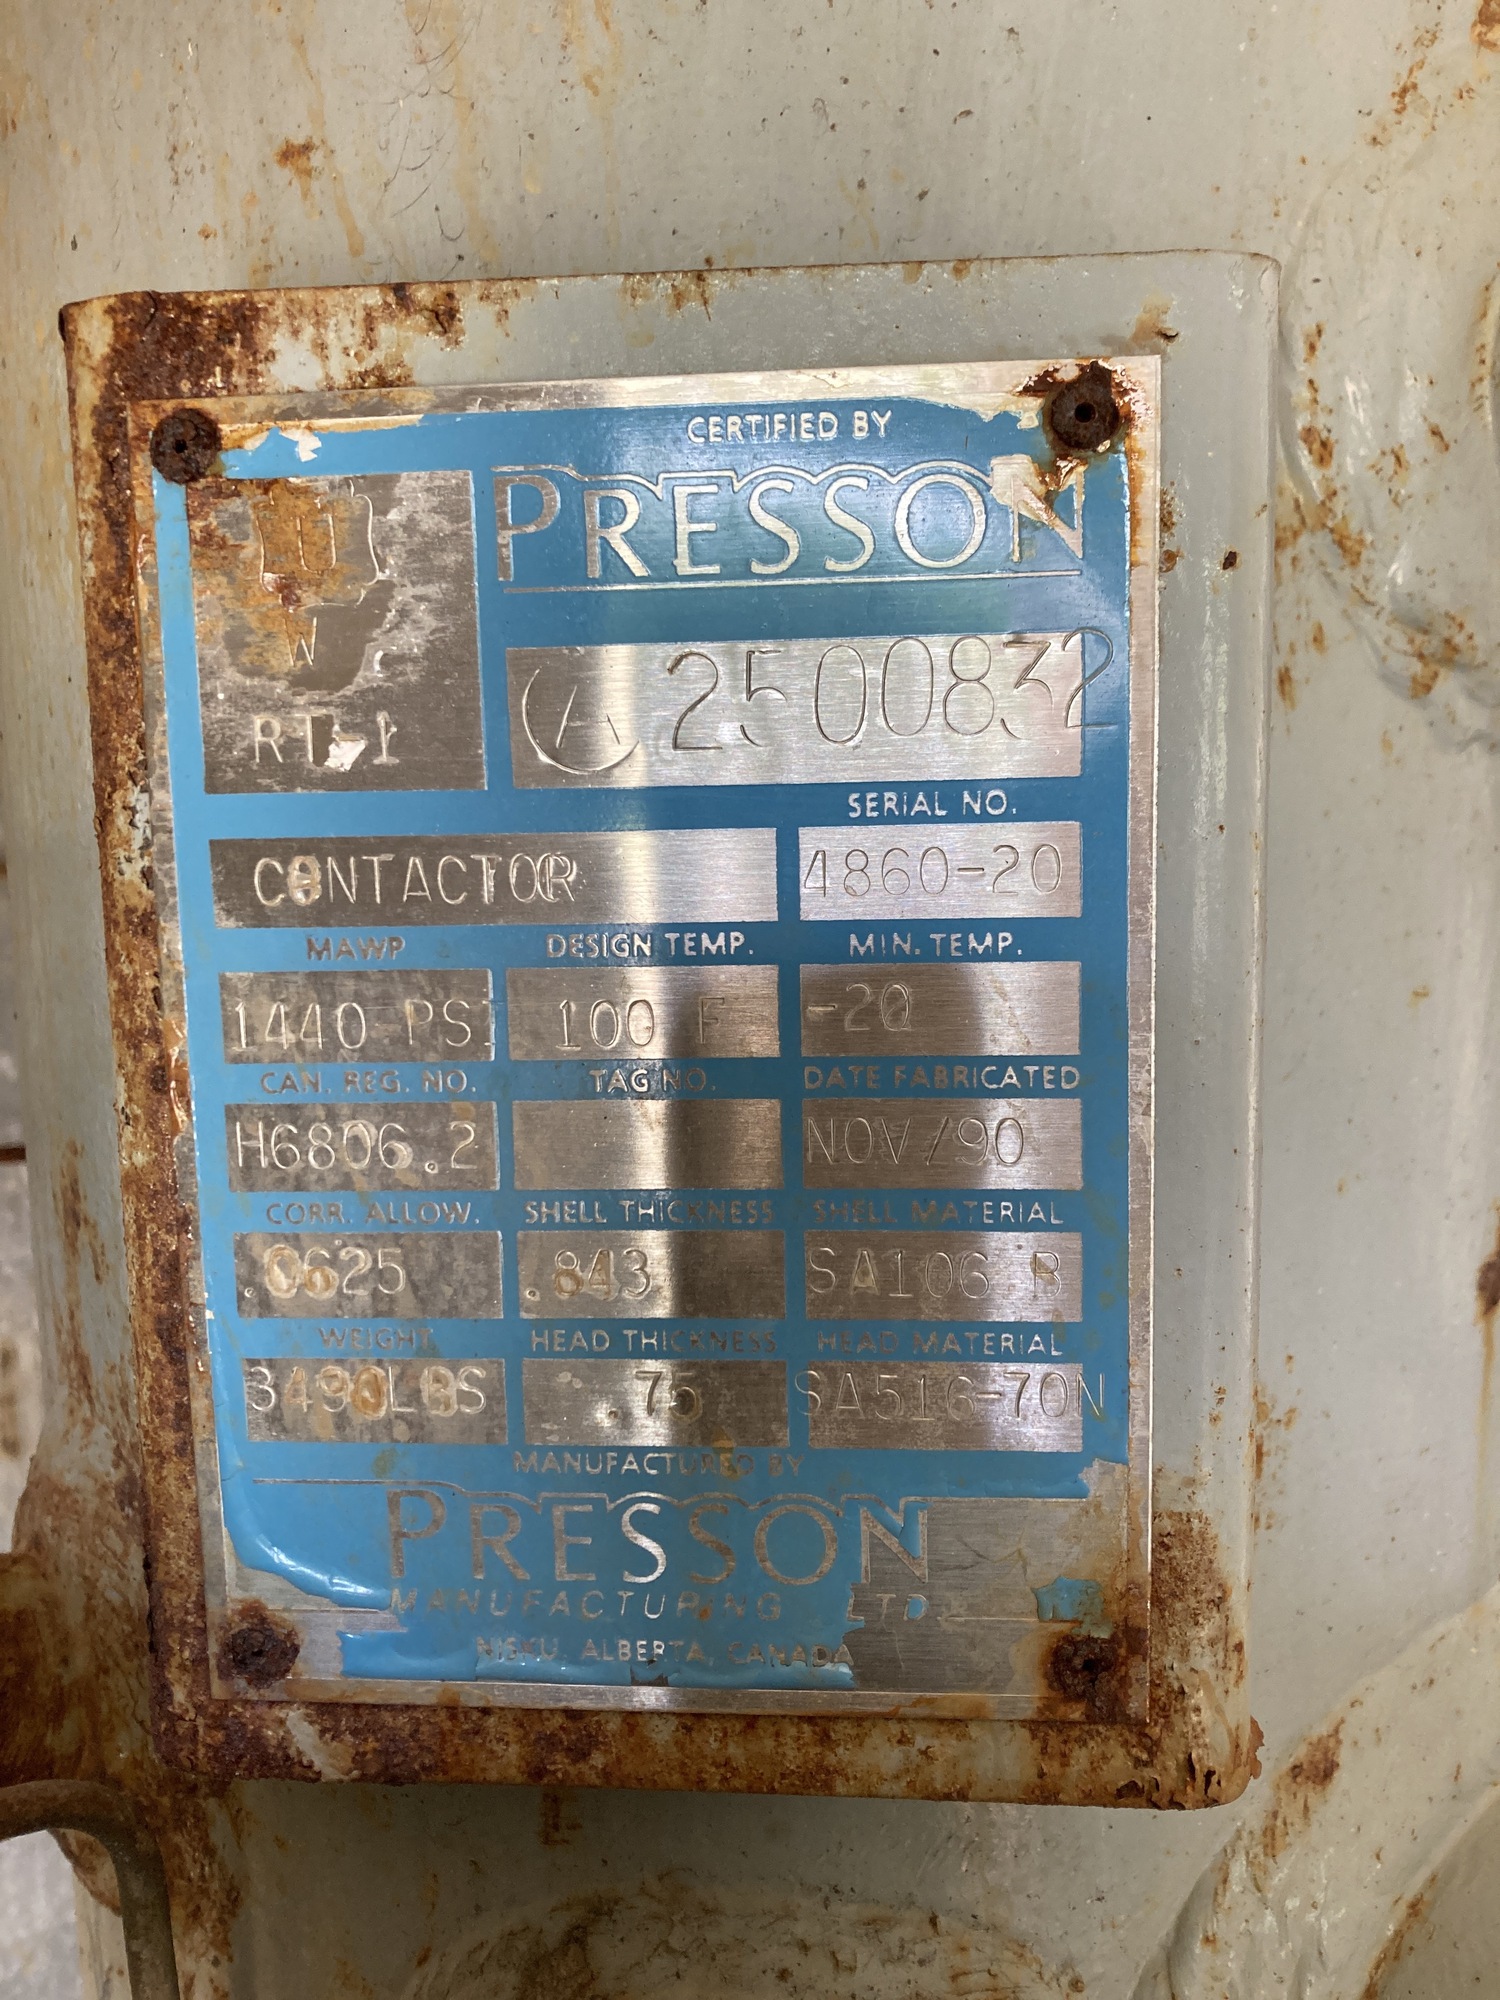 CERTIFIED BY
PRESSON
U
W
RT-1
A 2500832
SERIAL NO.
CONTACTOR 4860-20
MAWP DESIGN TEMP. MIN. TEMP.
1440-PSI 100 F -20
CAN. REG. NO. TAG NO. DATE FABRICATED
H6806.2 NOV/90
CORR. ALLOW. SHELL THICKNESS SHELL MATERIAL
.0625 .843 SA106.B
WEIGHT HEAD THICKNESS HEAD MATERIAL
3490LBS .75 SA516-70N
MANUFACTURED BY
PRESSON
MANUFACTURING LTD.
NISKU, ALBERTA, CANADA